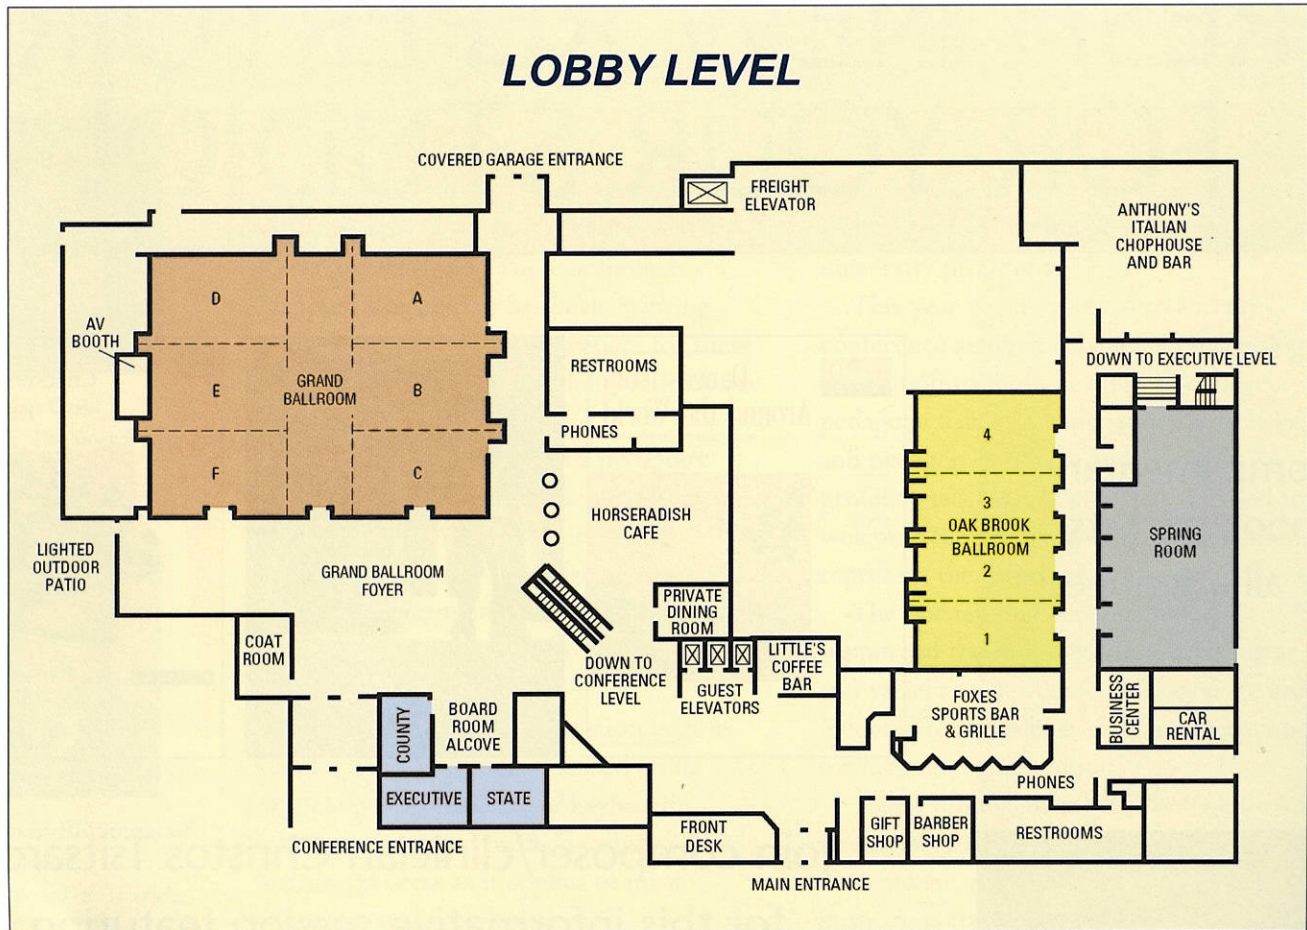 LOBBY LEVEL
COVERED GARAGE ENTRANCE
FREIGHT
ELEVATOR
ANTHONY'S
ITALIAN
CHOPHOUSE
AND BAR
D
A
AV
BOOTH
RESTROOMS
DOWN TO EXECUTIVE LEVEL
E
GRAND
BALLROOM
B
PHONES
4
F
C
3
HORSERADISH
CAFE
OAK BROOK
BALLROOM
SPRING
ROOM
LIGHTED
OUTDOOR
PATIO
GRAND BALLROOM
FOYER
2
PRIVATE
DINING
ROOM
1
COAT
ROOM
DOWN TO
CONFERENCE
LEVEL
LITTLE'S
COFFEE
BAR
GUEST
ELEVATORS
COUNTY
BOARD
ROOM
ALCOVE
FOXES
SPORTS BAR
& GRILLE
BUSINESS
CENTER
CAR
RENTAL
PHONES
EXECUTIVE
STATE
FRONT
DESK
GIFT
SHOP
BARBER
SHOP
RESTROOMS
CONFERENCE ENTRANCE
MAIN ENTRANCE